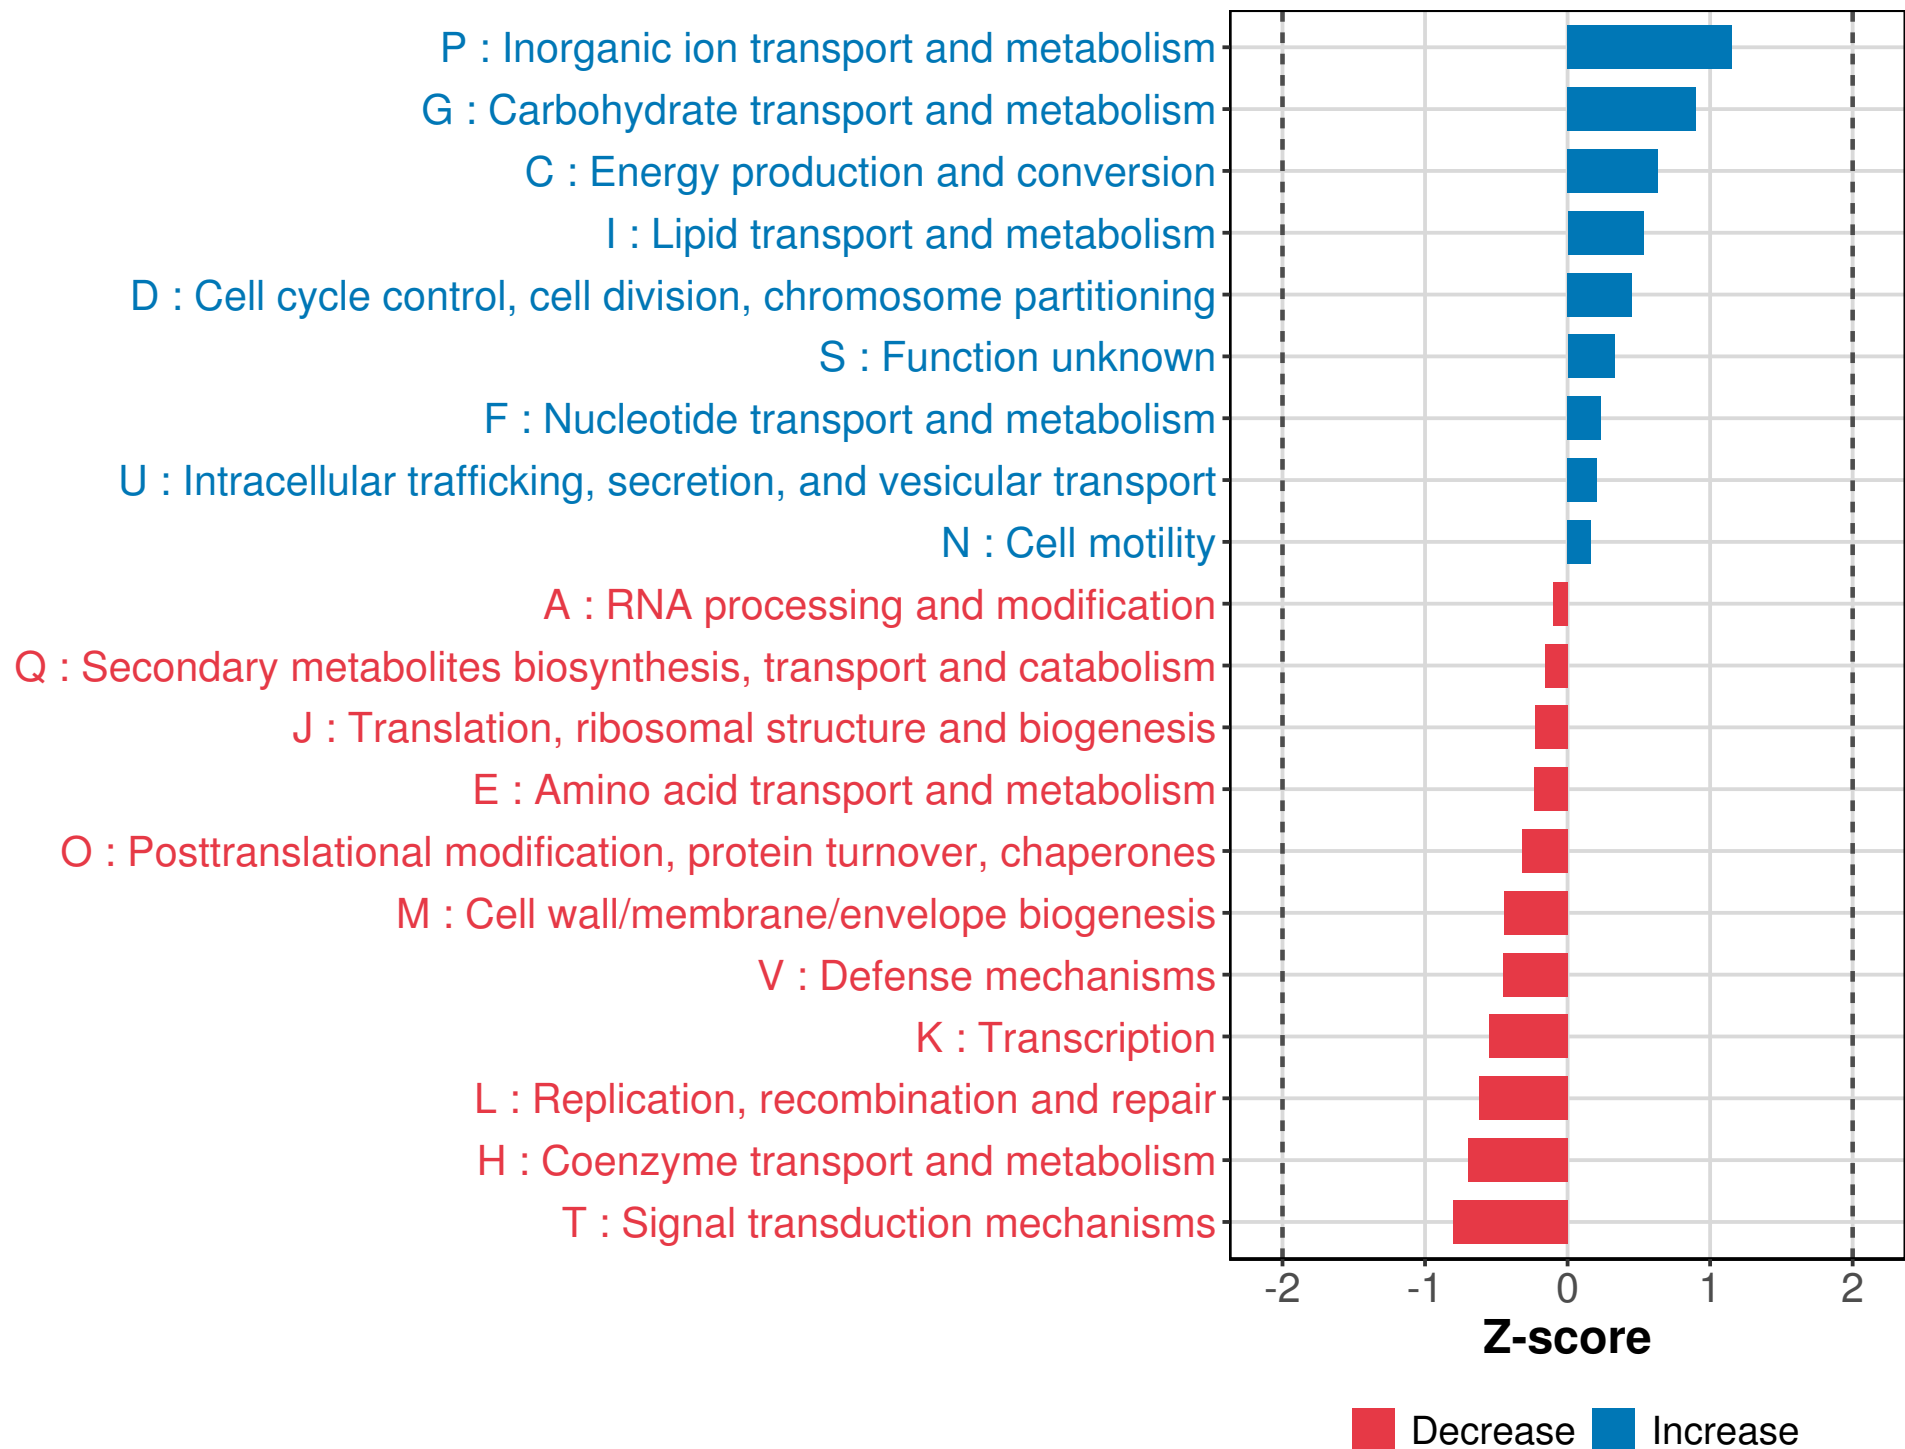 P : Inorganic ion transport and metabolism
G : Carbohydrate transport and metabolism
C : Energy production and conversion
I : Lipid transport and metabolism
D : Cell cycle control, cell division, chromosome partitioning
S : Function unknown
F : Nucleotide transport and metabolism
U : Intracellular trafficking, secretion, and vesicular transport
N : Cell motility
A : RNA processing and modification
Q : Secondary metabolites biosynthesis, transport and catabolism
J : Translation, ribosomal structure and biogenesis
E : Amino acid transport and metabolism
O : Posttranslational modification, protein turnover, chaperones
M : Cell wall/membrane/envelope biogenesis
V : Defense mechanisms
K : Transcription
L : Replication, recombination and repair
H : Coenzyme transport and metabolism
T : Signal transduction mechanisms
-2 -1 0 1 2
Z-score
Decrease Increase